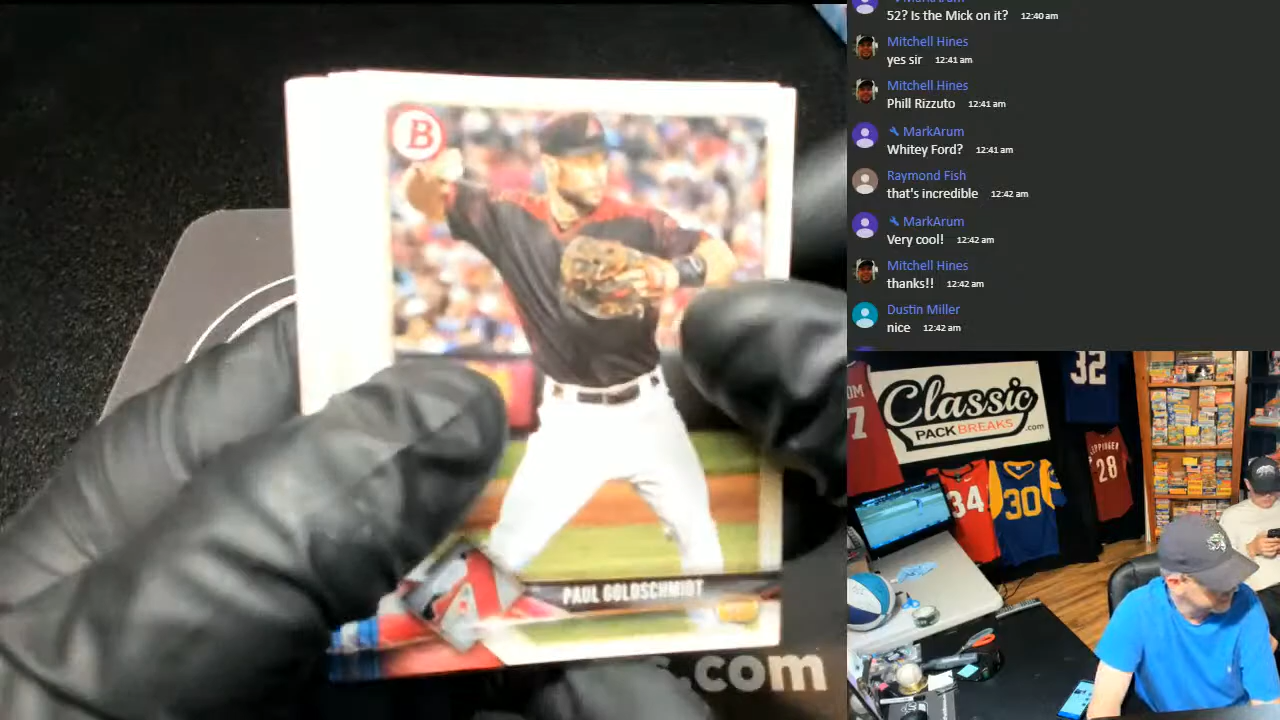 B
PAUL GOLDSCHMIDT
s.com
MarkArum
52? Is the Mick on it? 12:40 am
Mitchell Hines
yes sir 12:41 am
Mitchell Hines
Phill Rizzuto 12:41 am
MarkArum
Whitey Ford? 12:41 am
Raymond Fish
that's incredible 12:42 am
MarkArum
Very cool! 12:42 am
Mitchell Hines
thanks!! 12:42 am
Dustin Miller
nice 12:42 am
Classic
PACKBREAKS.com
32
7
34
30
28